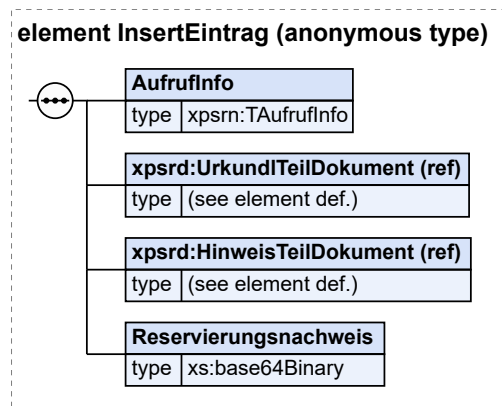 element InsertEintrag (anonymous type)
AufrufInfo
type xpsrn:TAufrufInfo
xpsrd:UrkundlTeilDokument (ref)
type (see element def.)
xpsrd:HinweisTeilDokument (ref)
type (see element def.)
Reservierungsnachweis
type xs:base64Binary